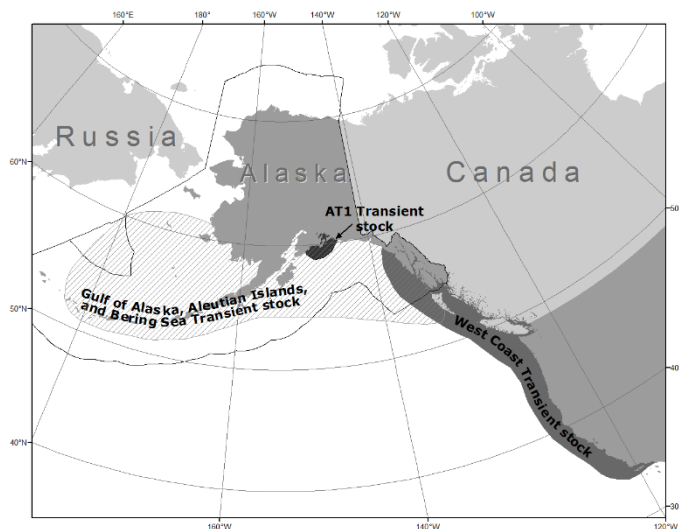 160°E 180° 160°W 140°W 120°W 100°W
Russia
60°N
Alaska
Canada
AT1 Transient
stock
50
50°N
Gulf of Alaska, Aleutian Islands,
and Bering Sea Transient stock
West Coast Transient stock
40
40°N
30
160°W 140°W 120°W